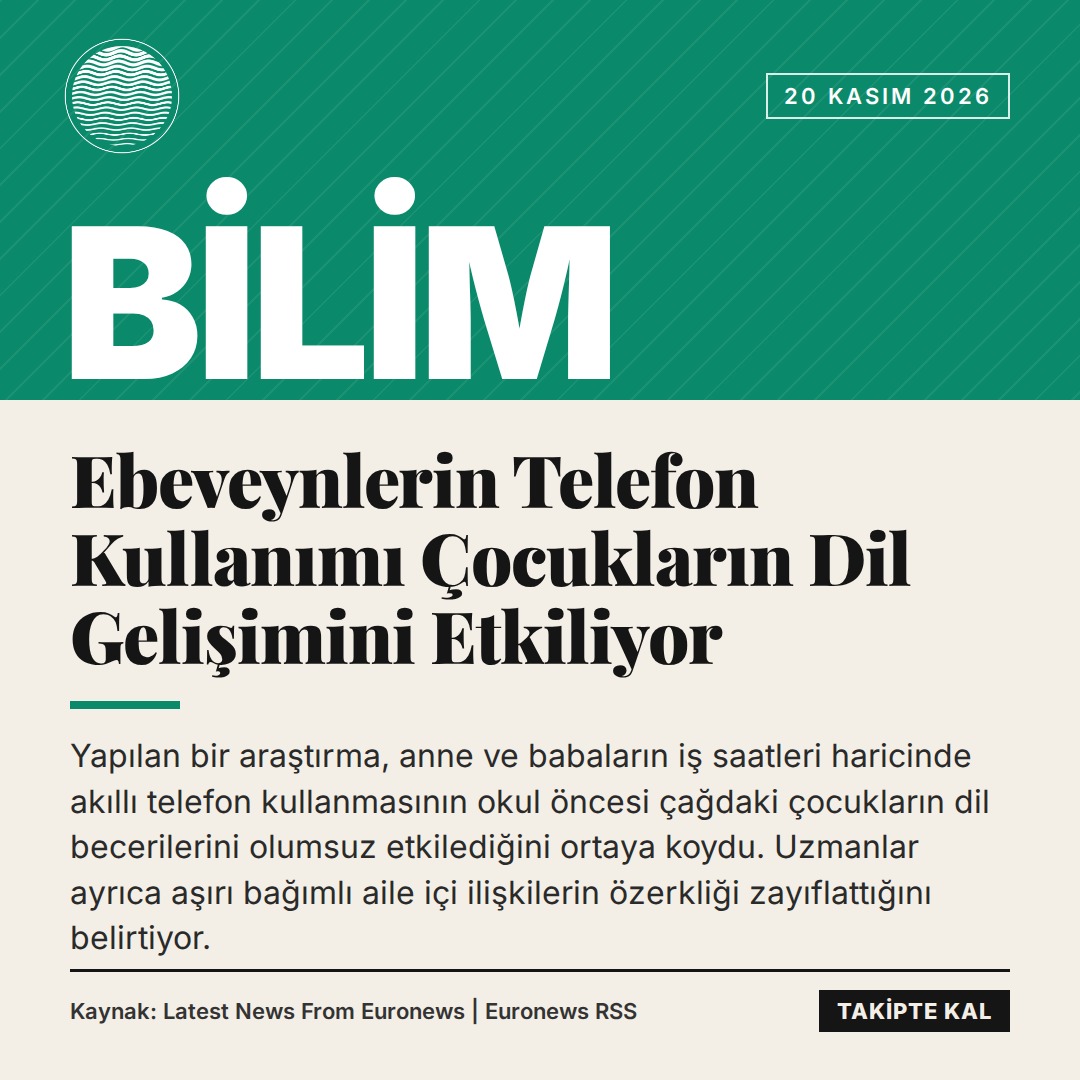 20 KASIM 2026
BİLİM
Ebeveynlerin Telefon
Kullanımı Çocukların Dil
Gelişimini Etkiliyor
Yapılan bir araştırma, anne ve babaların iş saatleri haricinde
akıllı telefon kullanmasının okul öncesi çağdaki çocukların dil
becerilerini olumsuz etkilediğini ortaya koydu. Uzmanlar
ayrıca aşırı bağımlı aile içi ilişkilerin özerkliği zayıflattığını
belirtiyor.
Kaynak: Latest News From Euronews | Euronews RSS
TAKİPTE KAL